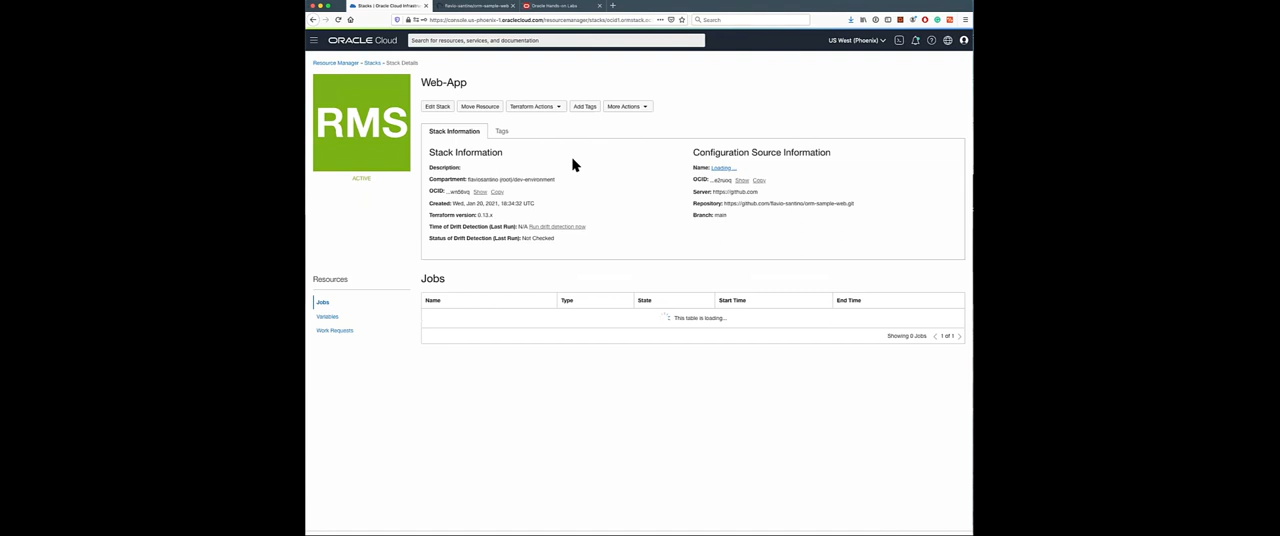 Stacks | Oracle Cloud Infrastr
flavio-santino/orm-sample-web
Oracle Hands-on Labs
https://console.us-phoenix-1.oraclecloud.com/resourcemanager/stacks/ocid1.ormstack.oc
Search
ORACLE Cloud
Search for resources, services, and documentation
US West (Phoenix)
Resource Manager » Stacks » Stack Details
RMS
ACTIVE
Web-App
Edit Stack
Move Resource
Terraform Actions
Add Tags
More Actions
Stack Information
Tags
Stack Information
Description:
Compartment: flaviosantino (root)/dev-environment
OCID: Show Copy
Created: Wed, Jan 20, 2021, 18:34:32 UTC
Terraform version: 0.13.x
Time of Drift Detection (Last Run): N/A Run drift detection now
Status of Drift Detection (Last Run): Not Checked
Configuration Source Information
Name: Loading...
OCID: Show Copy
Server: https://github.com
Repository: https://github.com/flavio-santino/orm-sample-web.git
Branch: main
Resources
Jobs
Variables
Work Requests
Jobs
Name Type State Start Time End Time
This table is loading...
Showing 0 Jobs < 1 of 1 >